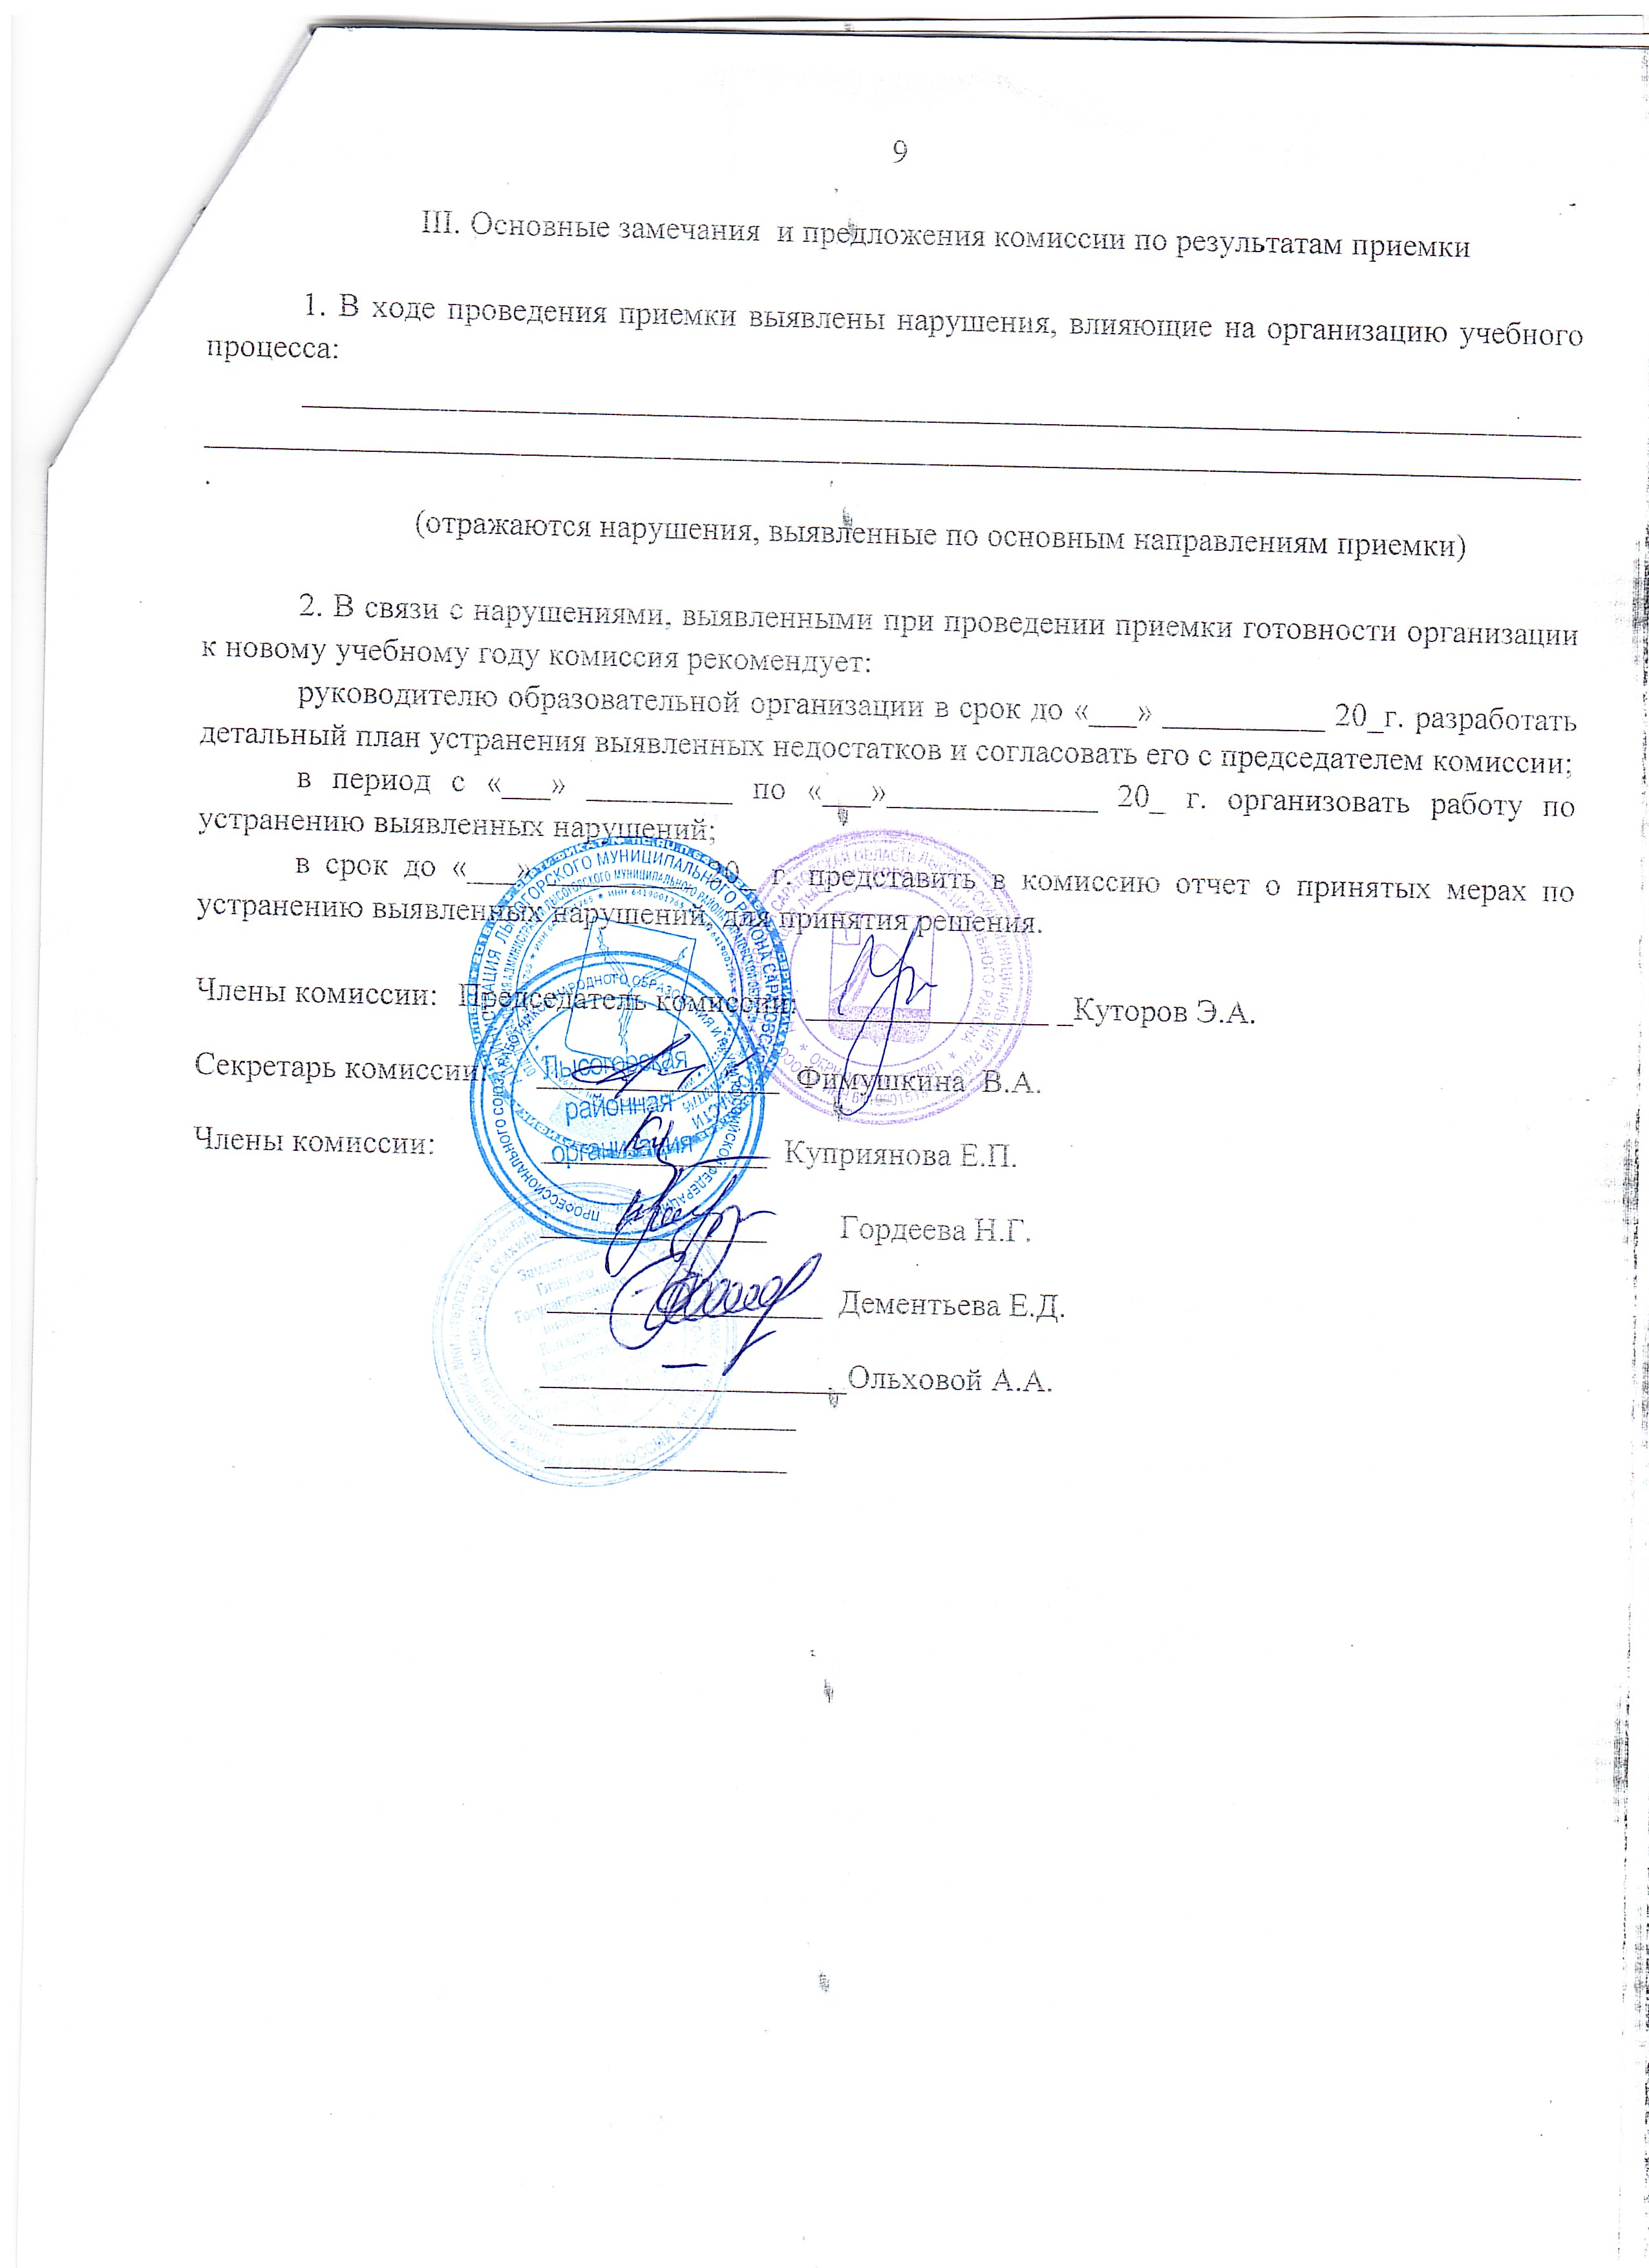 9
III. Основные замечания и предложения комиссии по результатам приемки
1. В ходе проведения приемки выявлены нарушения, влияющие на организацию учебного
процесса:
.
(отражаются нарушения, выявленные по основным направлениям приемки)
2. В связи с нарушениями, выявленными при проведении приемки готовности организации
к новому учебному году комиссия рекомендует:
руководителю образовательной организации в срок до «___» __________ 20_г. разработать
детальный план устранения выявленных недостатков и согласовать его с председателем комиссии;
в период с «___» _________ по «___»_____________ 20_ г. организовать работу по
устранению выявленных нарушений;
в срок до «___» __________ 20_ г. представить в комиссию отчет о принятых мерах по
устранению выявленных нарушений, для принятия решения.
Члены комиссии: Председатель комиссии: _______________ _Куторов Э.А.
Секретарь комиссии: _______________ Фимушкина В.А.
Члены комиссии: ______________ Куприянова Е.П.
______________ Гордеева Н.Г.
_________________ Дементьева Е.Д.
___________________Ольховой А.А.
Лысогорская
районная
организация